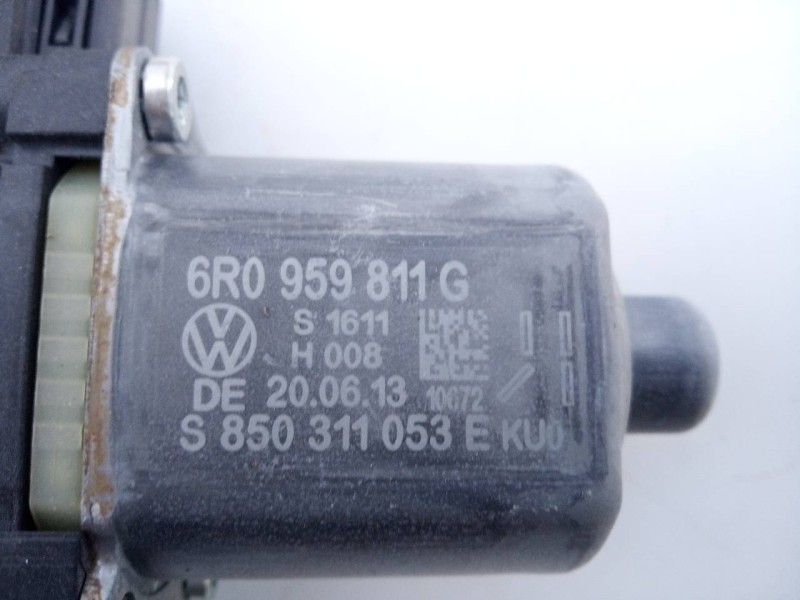 6R0 959 811 G
S 1611
H 008
DE 20.06.13 10672
S 850 311 053 E KU0